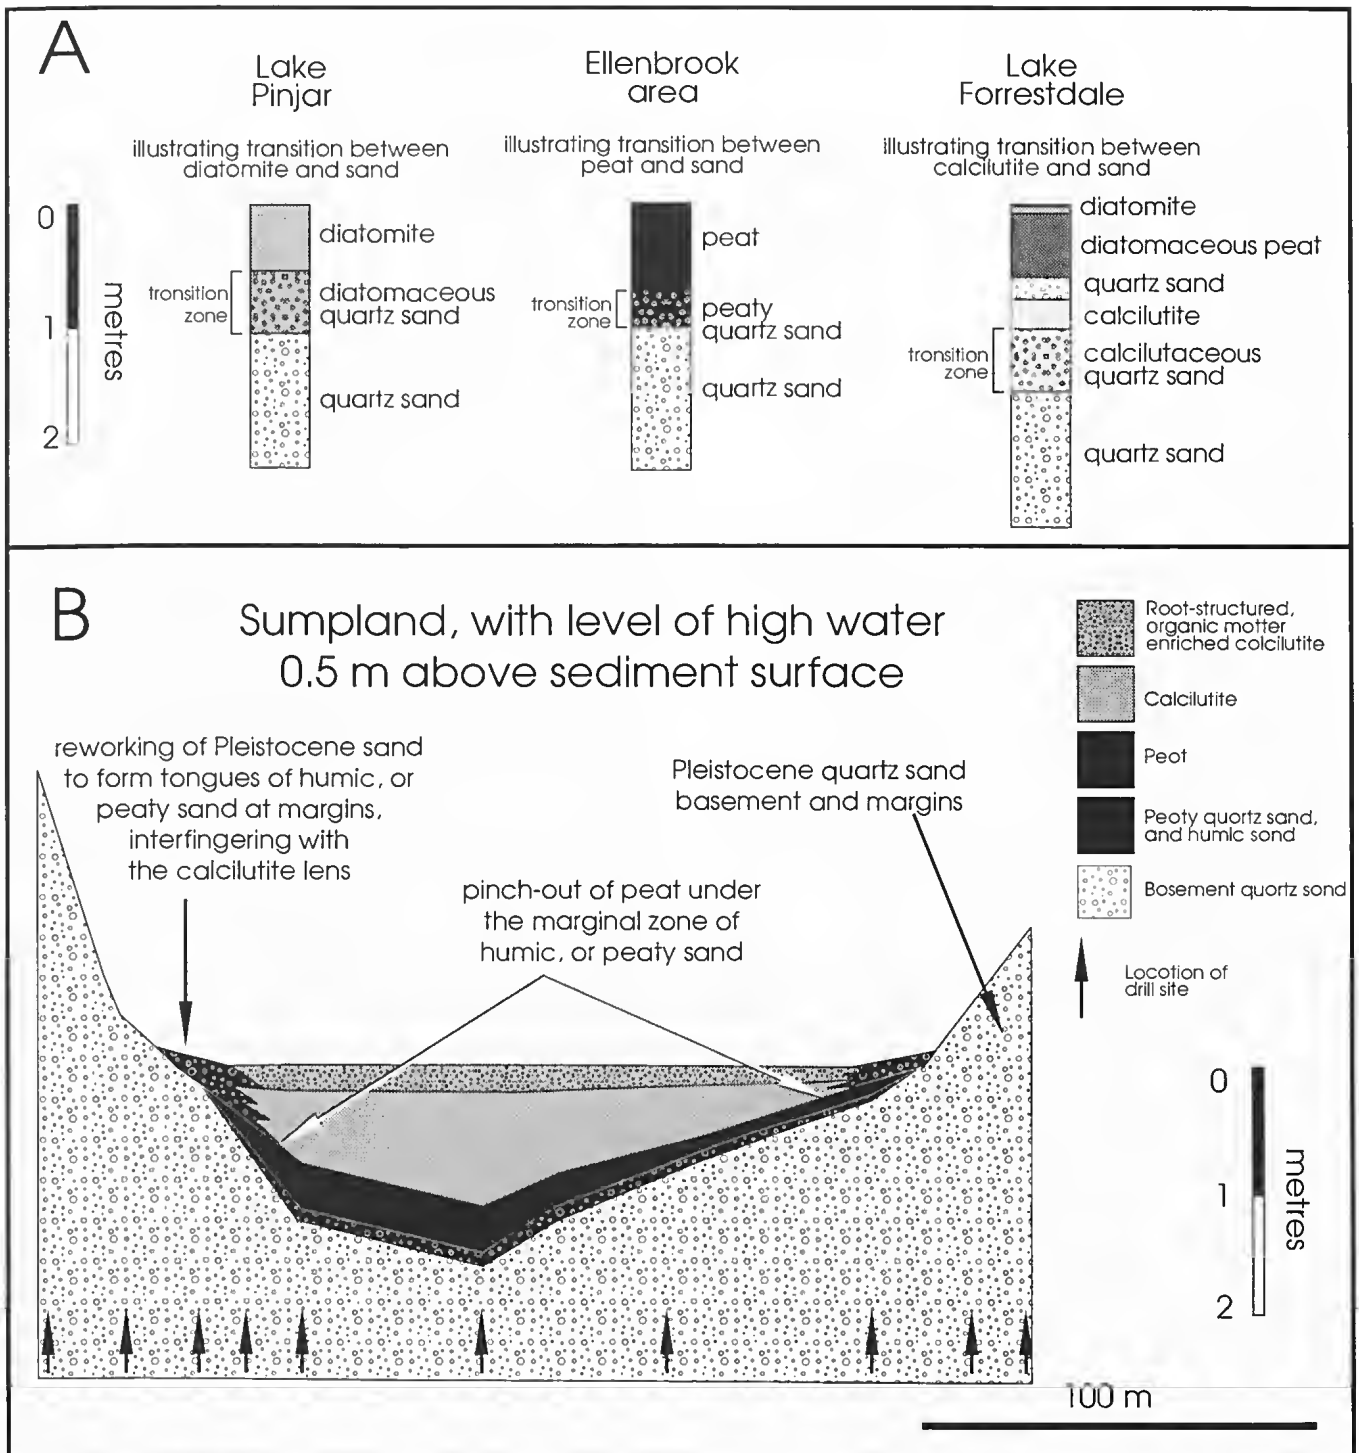 A
Lake
Pinjar
illustrating transition between
diatomite and sand
Ellenbrook
area
illustrating transition between
peat and sand
Lake
Forrestdale
illustrating transition between
calcilutite and sand
0
1
2
metres
diatomite
tronsition
zone
diatomaceous
quartz sand
quartz sand
peat
tronsition
zone
peaty
quartz sand
quartz sand
diatomite
diatomaceous peat
quartz sand
calcilutite
tronsition
zone
calcilutaceous
quartz sand
quartz sand
B
Sumpland, with level of high water
0.5 m above sediment surface
reworking of Pleistocene sand
to form tongues of humic, or
peaty sand at margins,
interfingering with
the calcilutite lens
pinch-out of peat under
the marginal zone of
humic, or peaty sand
Pleistocene quartz sand
basement and margins
Root-structured,
organic motter
enriched colcilutite
Calcilutite
Peot
Peoty quortz sand,
and humic sond
Bosement quortz sond
Locotion of
drill site
0
1
2
metres
100 m